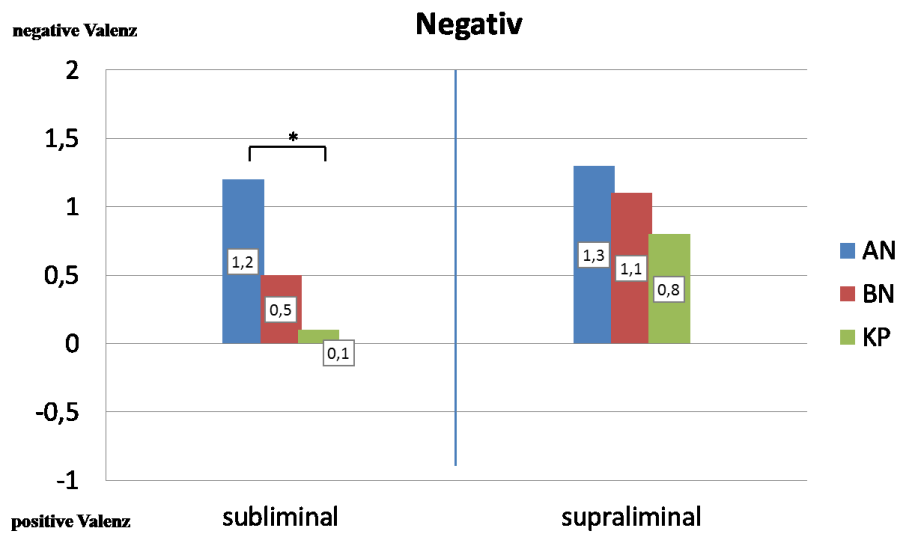 Negativ
negative Valenz
2
1,5
1
0,5
0
-0,5
-1
*
1,2
0,5
0,1
1,3
1,1
0,8
AN
BN
KP
positive Valenz
subliminal
supraliminal